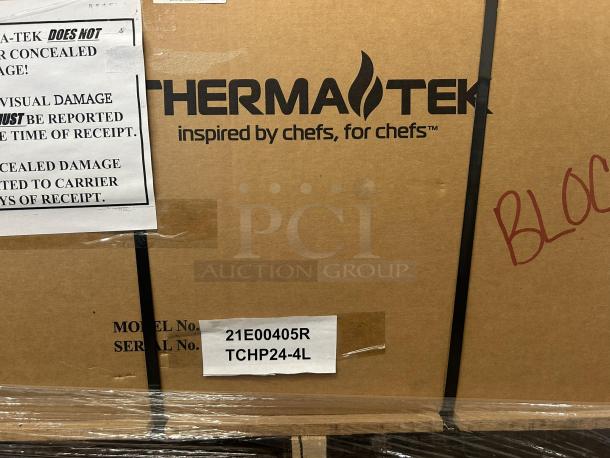 A-TEK DOES NOT
R CONCEALED
AGE!
VISUAL DAMAGE
MUST BE REPORTED
E TIME OF RECEIPT.
CEALED DAMAGE
TED TO CARRIER
YS OF RECEIPT.
THERMA TEK
inspired by chefs, for chefs™
BLOC
PCI
AUCTION GROUP
MODEL No. 21E00405R
SERIAL No. TCHP24-4L